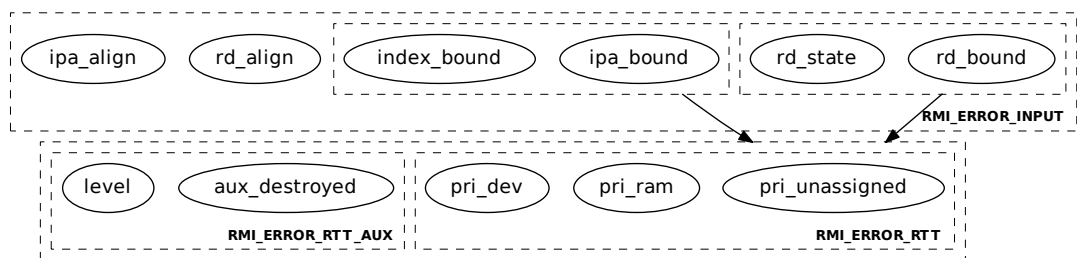 ipa_align rd_align index_bound ipa_bound rd_state rd_bound
RMI_ERROR_INPUT
level aux_destroyed pri_dev pri_ram pri_unassigned
RMI_ERROR_RTT_AUX RMI_ERROR_RTT